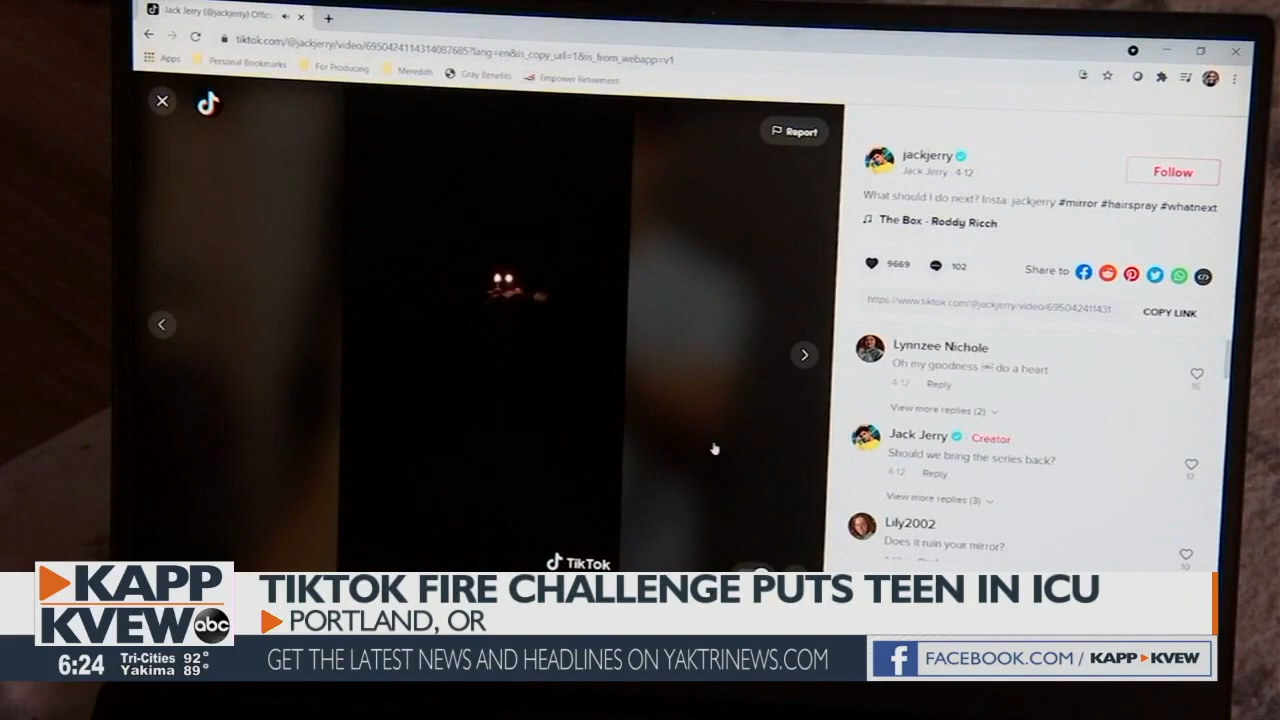 Jack Jerry (@jackjerry) Offic
tiktok.com/@jackjerry/video/6950424114314087685?lang=en&is_copy_url=1&is_from_webapp=v1
Apps Personal Bookmarks For Producing Meredith Gray Benefits Empower Retirement
Report
jackjerry
Jack Jerry · 4-12
Follow
What should I do next? Insta: jackjerry #mirror #hairspray #whatnext
The Box - Roddy Ricch
9669 102 Share to
https://www.tiktok.com/@jackjerry/video/695042411431 COPY LINK
Lynnzee Nichole
Oh my goodness do a heart
4-12 Reply
16
View more replies (2)
Jack Jerry · Creator
Should we bring the series back?
4-12 Reply
17
View more replies (3)
Lily2002
Does it ruin your mirror?
10
TikTok
KAPP
KVEW abc
TIKTOK FIRE CHALLENGE PUTS TEEN IN ICU
PORTLAND, OR
6:24 Tri-Cities 92°
Yakima 89°
GET THE LATEST NEWS AND HEADLINES ON YAKTRINEWS.COM
f FACEBOOK.COM / KAPP KVEW